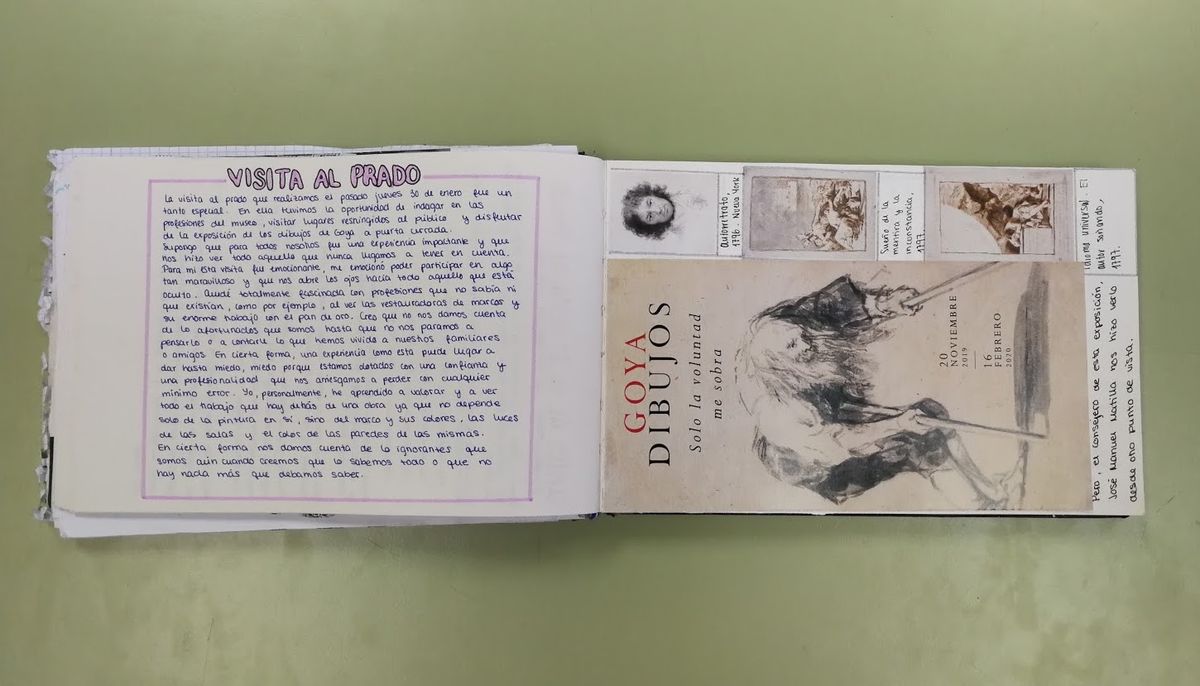 VISITA AL PRADO
La visita al prado que realizamos el pasado jueves 30 de enero fue un
tanto especial. En ella tuvimos la oportunidad de indagar en las
profesiones del museo, visitar lugares restringidos al público y disfrutar
de la exposición de los dibujos de Goya a puerta cerrada.
Supongo que para todos nosotros fue una experiencia impactante y que
nos hizo ver todo aquello que nunca llegamos a tener en cuenta.
Para mi esta visita fue emocionante, me emocionó poder participar en algo
tan maravilloso y que nos abre los ojos hacia todo aquello que está
oculto. Quedé totalmente fascinada con profesiones que no sabía ni
que existían, como por ejemplo, al ver las restauradoras de marcos y
su enorme trabajo con el pan de oro. Creo que no nos damos cuenta
de lo afortunados que somos hasta que no nos paramos a
pensarlo o a contarle lo que hemos vivido a nuestros familiares
o amigos. En cierta forma, una experiencia como esta puede llegar a
dar hasta miedo, miedo porque estamos dotados con una confianza y
una profesionalidad que nos arriesgamos a perder con cualquier
mínimo error. Yo, personalmente, he aprendido a valorar y a ver
todo el trabajo que hay detrás de una obra ya que no depende
solo de la pintura en sí, sino del marco y sus colores, las luces
de las salas y el color de las paredes de las mismas.
En cierta forma nos damos cuenta de lo ignorantes que
somos aún cuando creemos que lo sabemos todo o que no
hay nada más que debamos saber.
autorretrato,
1796 - Nueva York
Sueño de la
mentira y la
inconstancia,
1797.
Idioma universal. El
autor soñando,
1797.
GOYA
DIBUJOS
Solo la voluntad
me sobra
20
NOVIEMBRE
2019
16
FEBRERO
2020
Pero, el consejero de esta exposición,
José Manuel Matilla nos hizo verlo
desde otro punto de vista.